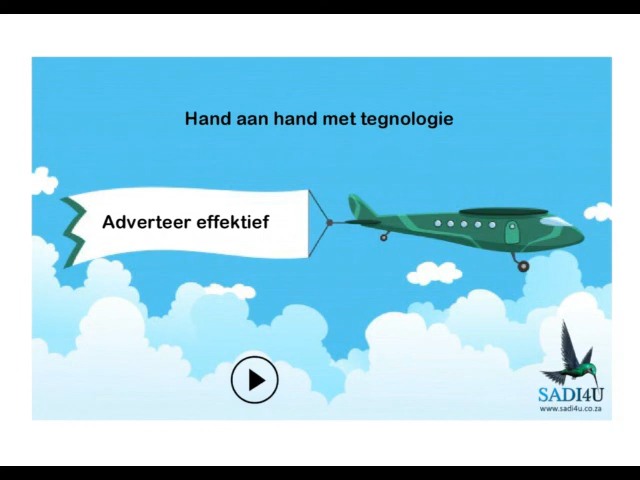 Hand aan hand met tegnologie
Adverteer effektief
SADI4U
www.sadi4u.co.za